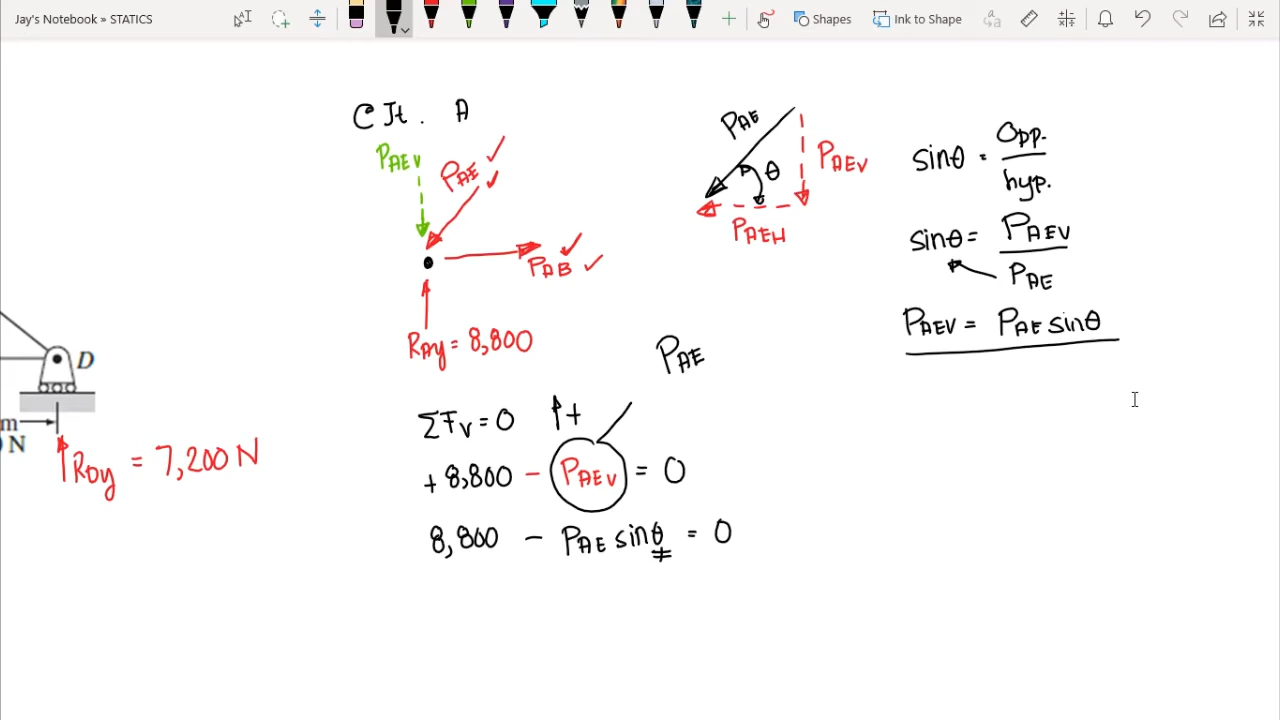 Jay's Notebook » STATICS
Shapes
Ink to Shape
@ Jt. A
PAEV
PAE
PAB
RAy = 8,800
PAE
θ
PAEV
PAEH
sinθ = opp. / hyp.
sinθ = PAEV / PAE
PAEV = PAE sinθ
PAE
ΣFv = 0 +
+ 8,800 - PAEV = 0
8,800 - PAE sinθ = 0
D
m
N
RDy = 7,200 N